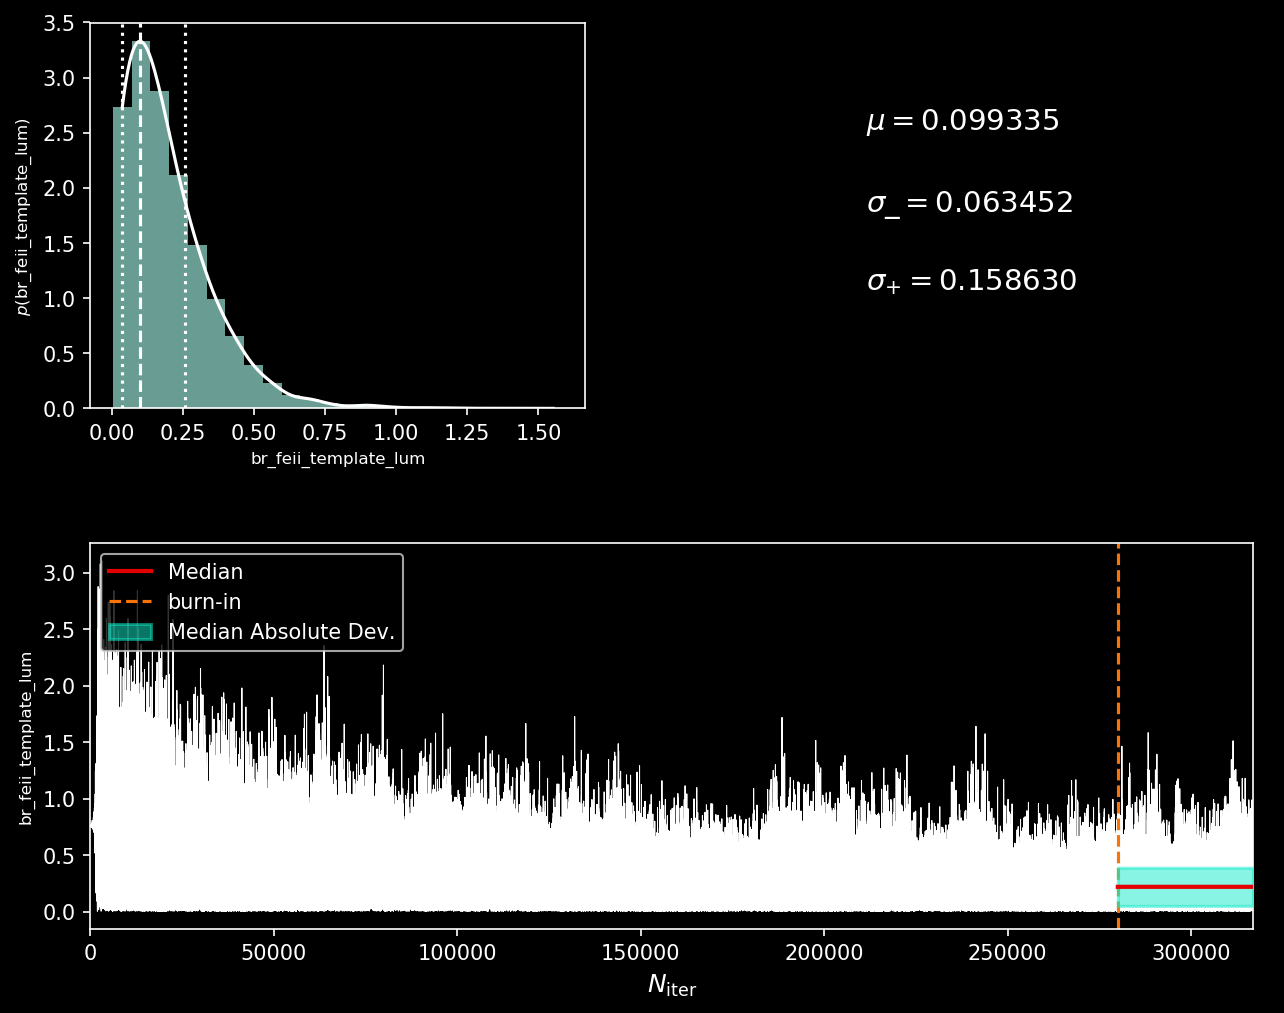 3.5
3.0
2.5
2.0
1.5
1.0
0.5
0.0
p(br_feii_template_lum)
0.00 0.25 0.50 0.75 1.00 1.25 1.50
br_feii_template_lum
μ = 0.099335
σ_ = 0.063452
σ+ = 0.158630
Median
burn-in
Median Absolute Dev.
3.0
2.5
2.0
1.5
1.0
0.5
0.0
br_feii_template_lum
0 50000 100000 150000 200000 250000 300000
Niter